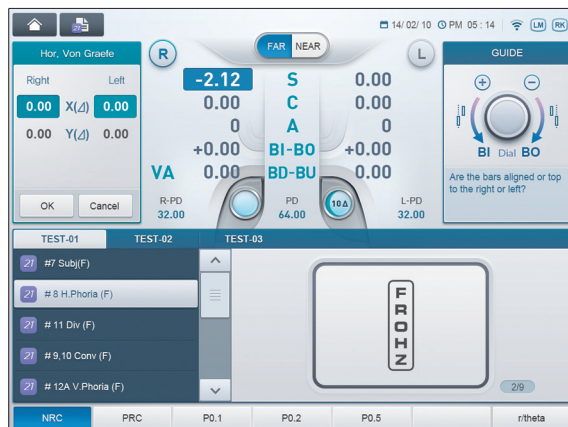 14/ 02/ 10 PM 05 : 14 LM RK
Hor, Von Graefe
Right Left
0.00 X(Δ) 0.00
0.00 Y(Δ) 0.00
OK Cancel
R FAR NEAR L
-2.12 S 0.00
0.00 C 0.00
0 A 0
+0.00 BI-BO +0.00
VA 0.00 BD-BU 0.00
R-PD PD 10Δ L-PD
32.00 64.00 32.00
GUIDE
BI Dial BO
Are the bars aligned or top
to the right or left?
TEST-01 TEST-02 TEST-03
21 #7 Subj(F)
21 # 8 H.Phoria (F)
21 # 11 Div (F)
21 # 9,10 Conv (F)
21 # 12A V.Phoria (F)
F
R
O
H
Z
2/9
NRC PRC P0.1 P0.2 P0.5 r/theta